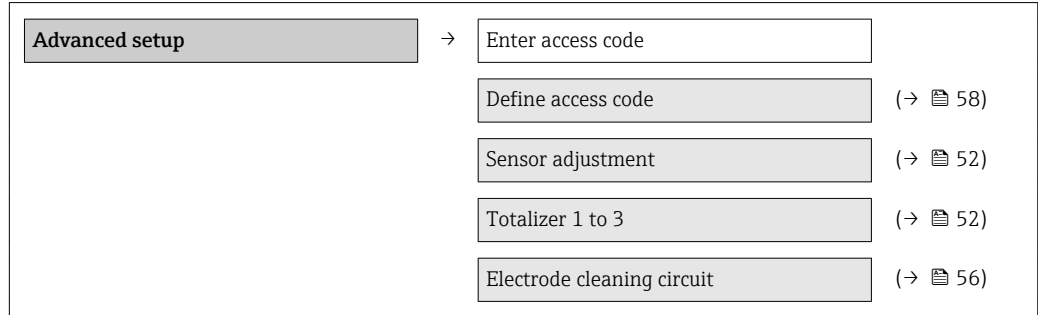 Advanced setup → Enter access code
Define access code (→ 58)
Sensor adjustment (→ 52)
Totalizer 1 to 3 (→ 52)
Electrode cleaning circuit (→ 56)